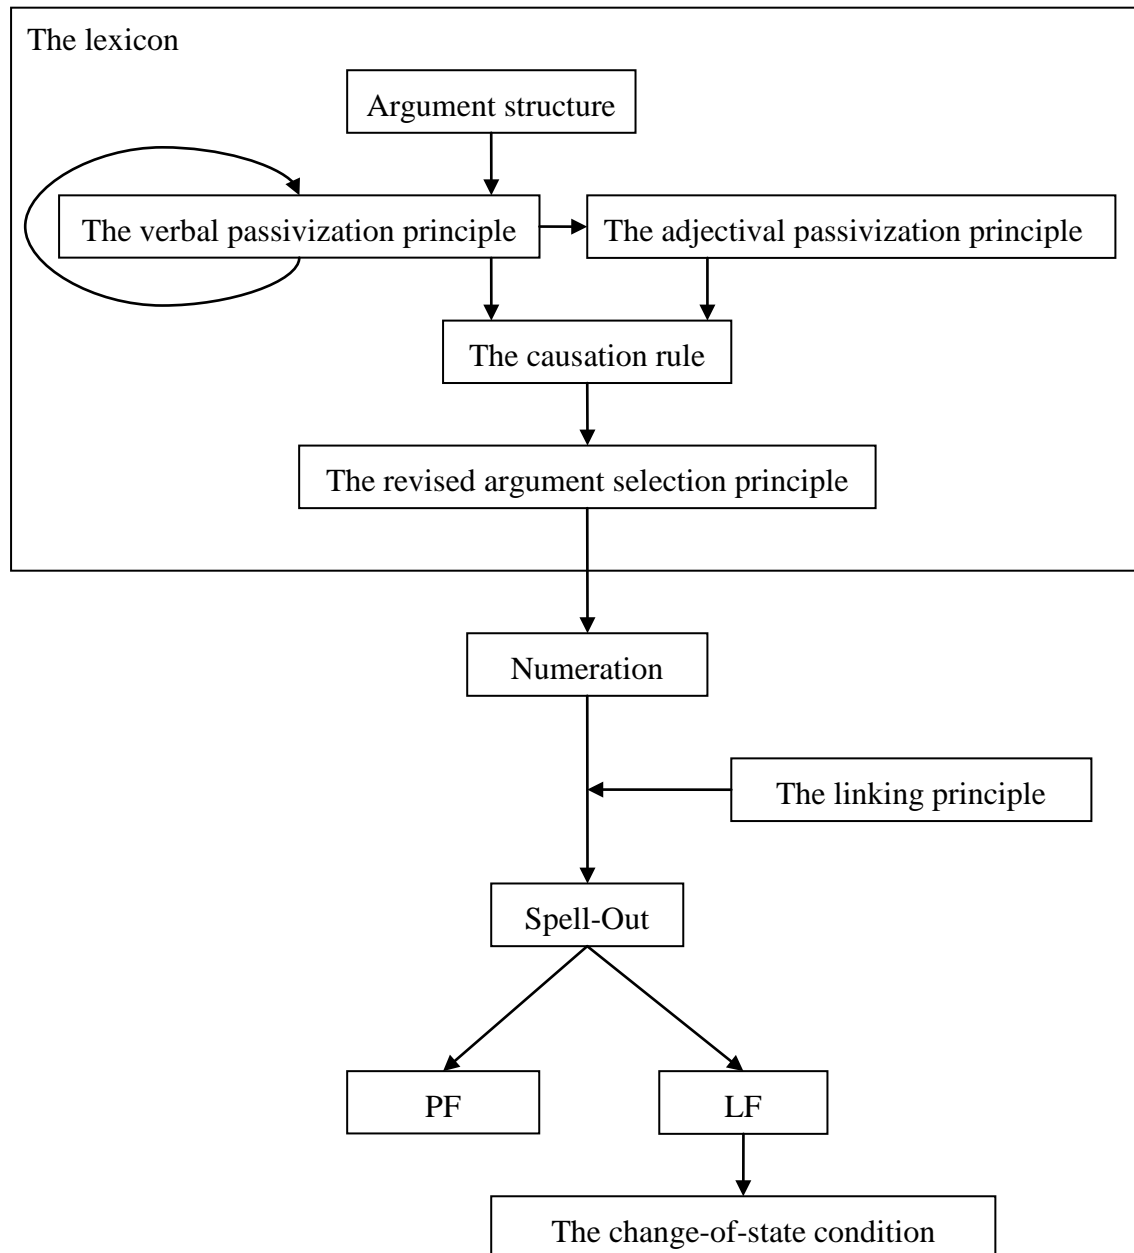 The lexicon
Argument structure
The verbal passivization principle
The adjectival passivization principle
The causation rule
The revised argument selection principle
Numeration
The linking principle
Spell-Out
PF
LF
The change-of-state condition